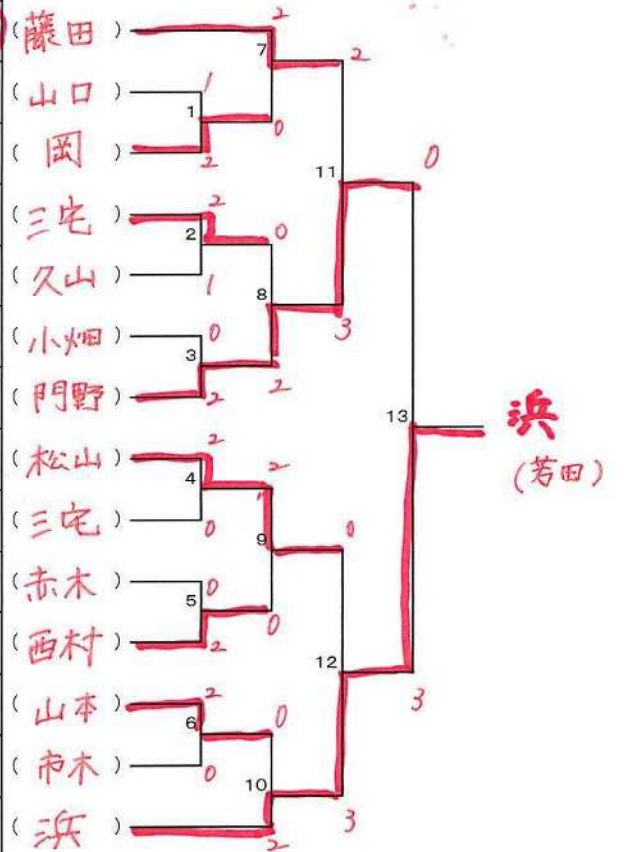 (藤田) 2
7 2
(山口) 1
1 0
(岡) 2
11 0
(三宅) 2
2 0
(久山) 1
8 3
(小畑) 0
3 2
(門野) 2
13 浜
(芳田)
(松山) 2
4 2
(三宅) 0
9 0
(赤木) 0
5 0
(西村) 2
12 3
(山本) 2
6 0
(市木) 0
10 3
(浜) 2